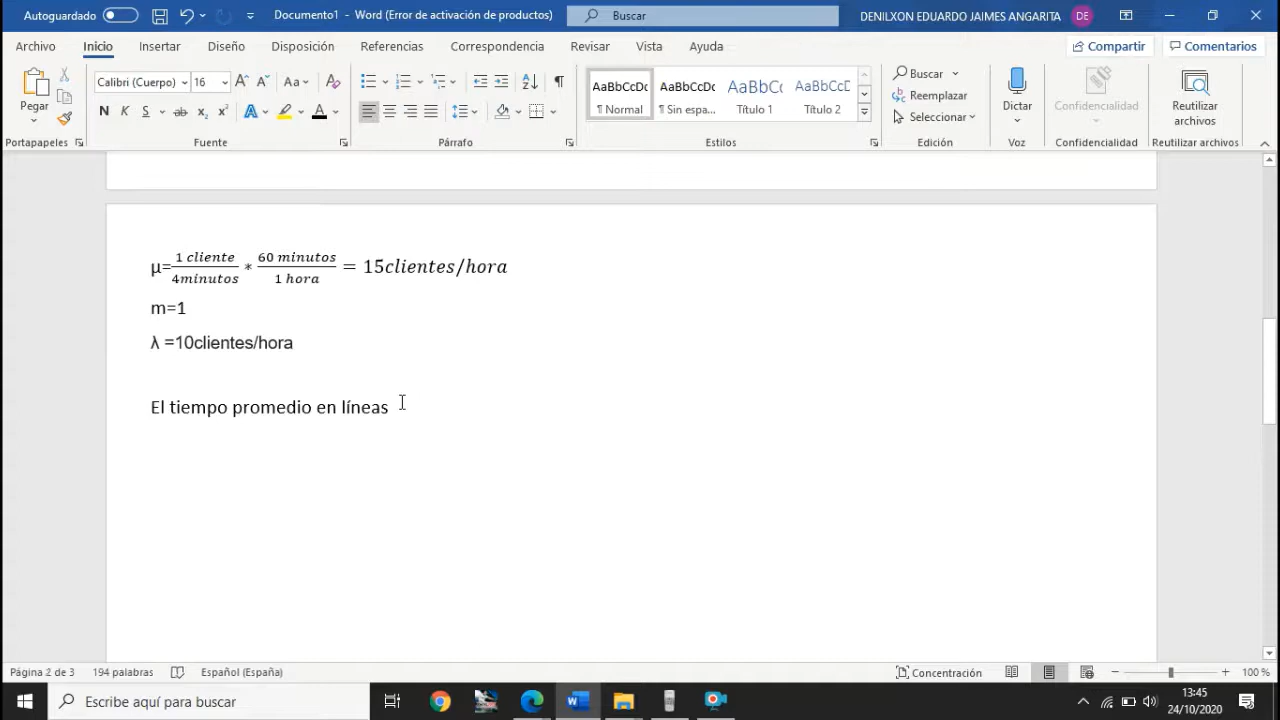 Autoguardado
Documento1 - Word (Error de activación de productos)
Buscar
DENILXON EDUARDO JAIMES ANGARITA
DE
Archivo Inicio Insertar Diseño Disposición Referencias Correspondencia Revisar Vista Ayuda
Compartir Comentarios
Pegar
Calibri (Cuerpo) 16 A A Aa A
N K S ab x₂ x² A A
AaBbCcDc AaBbCcDc AaBbCc AaBbCcD
¶ Normal ¶ Sin espa... Título 1 Título 2
Buscar
Reemplazar
Seleccionar
Dictar
Confidencialidad
Reutilizar archivos
Portapapeles Fuente Párrafo Estilos Edición Voz Confidencialidad Reutilizar archivos
μ=1 cliente/4minutos * 60 minutos/1 hora = 15clientes/hora
m=1
λ =10clientes/hora
El tiempo promedio en líneas
Página 2 de 3 194 palabras Español (España) Concentración 100 %
Escribe aquí para buscar
13:45
24/10/2020